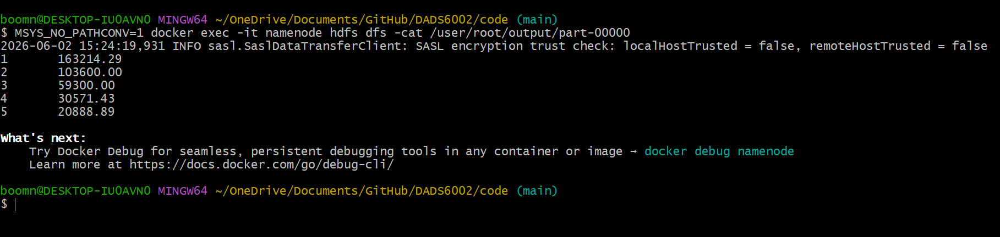 boomn@DESKTOP-IU0AVN0 MINGW64 ~/OneDrive/Documents/GitHub/DADS6002/code (main)
$ MSYS_NO_PATHCONV=1 docker exec -it namenode hdfs dfs -cat /user/root/output/part-00000
2026-06-02 15:24:19,931 INFO sasl.SaslDataTransferClient: SASL encryption trust check: localHostTrusted = false, remoteHostTrusted = false
1       163214.29
2       103600.00
3       59300.00
4       30571.43
5       20888.89
What's next:
    Try Docker Debug for seamless, persistent debugging tools in any container or image → docker debug namenode
    Learn more at https://docs.docker.com/go/debug-cli/
boomn@DESKTOP-IU0AVN0 MINGW64 ~/OneDrive/Documents/GitHub/DADS6002/code (main)
$